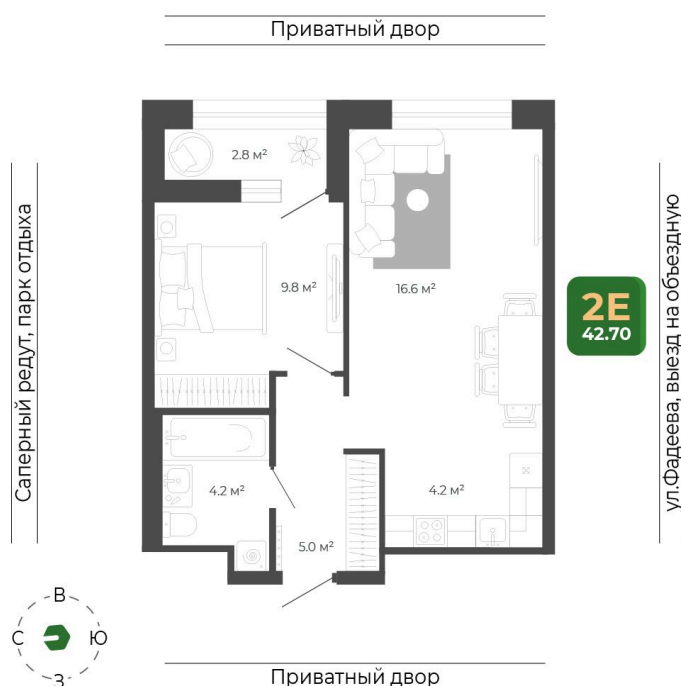 Приватный двор
2.8 м²
Саперный редут, парк отдыха
9.8 м²
16.6 м²
2Е
42.70
ул.Фадеева, выезд на объездную
4.2 м²
4.2 м²
5.0 м²
В
С
Ю
З
Приватный двор